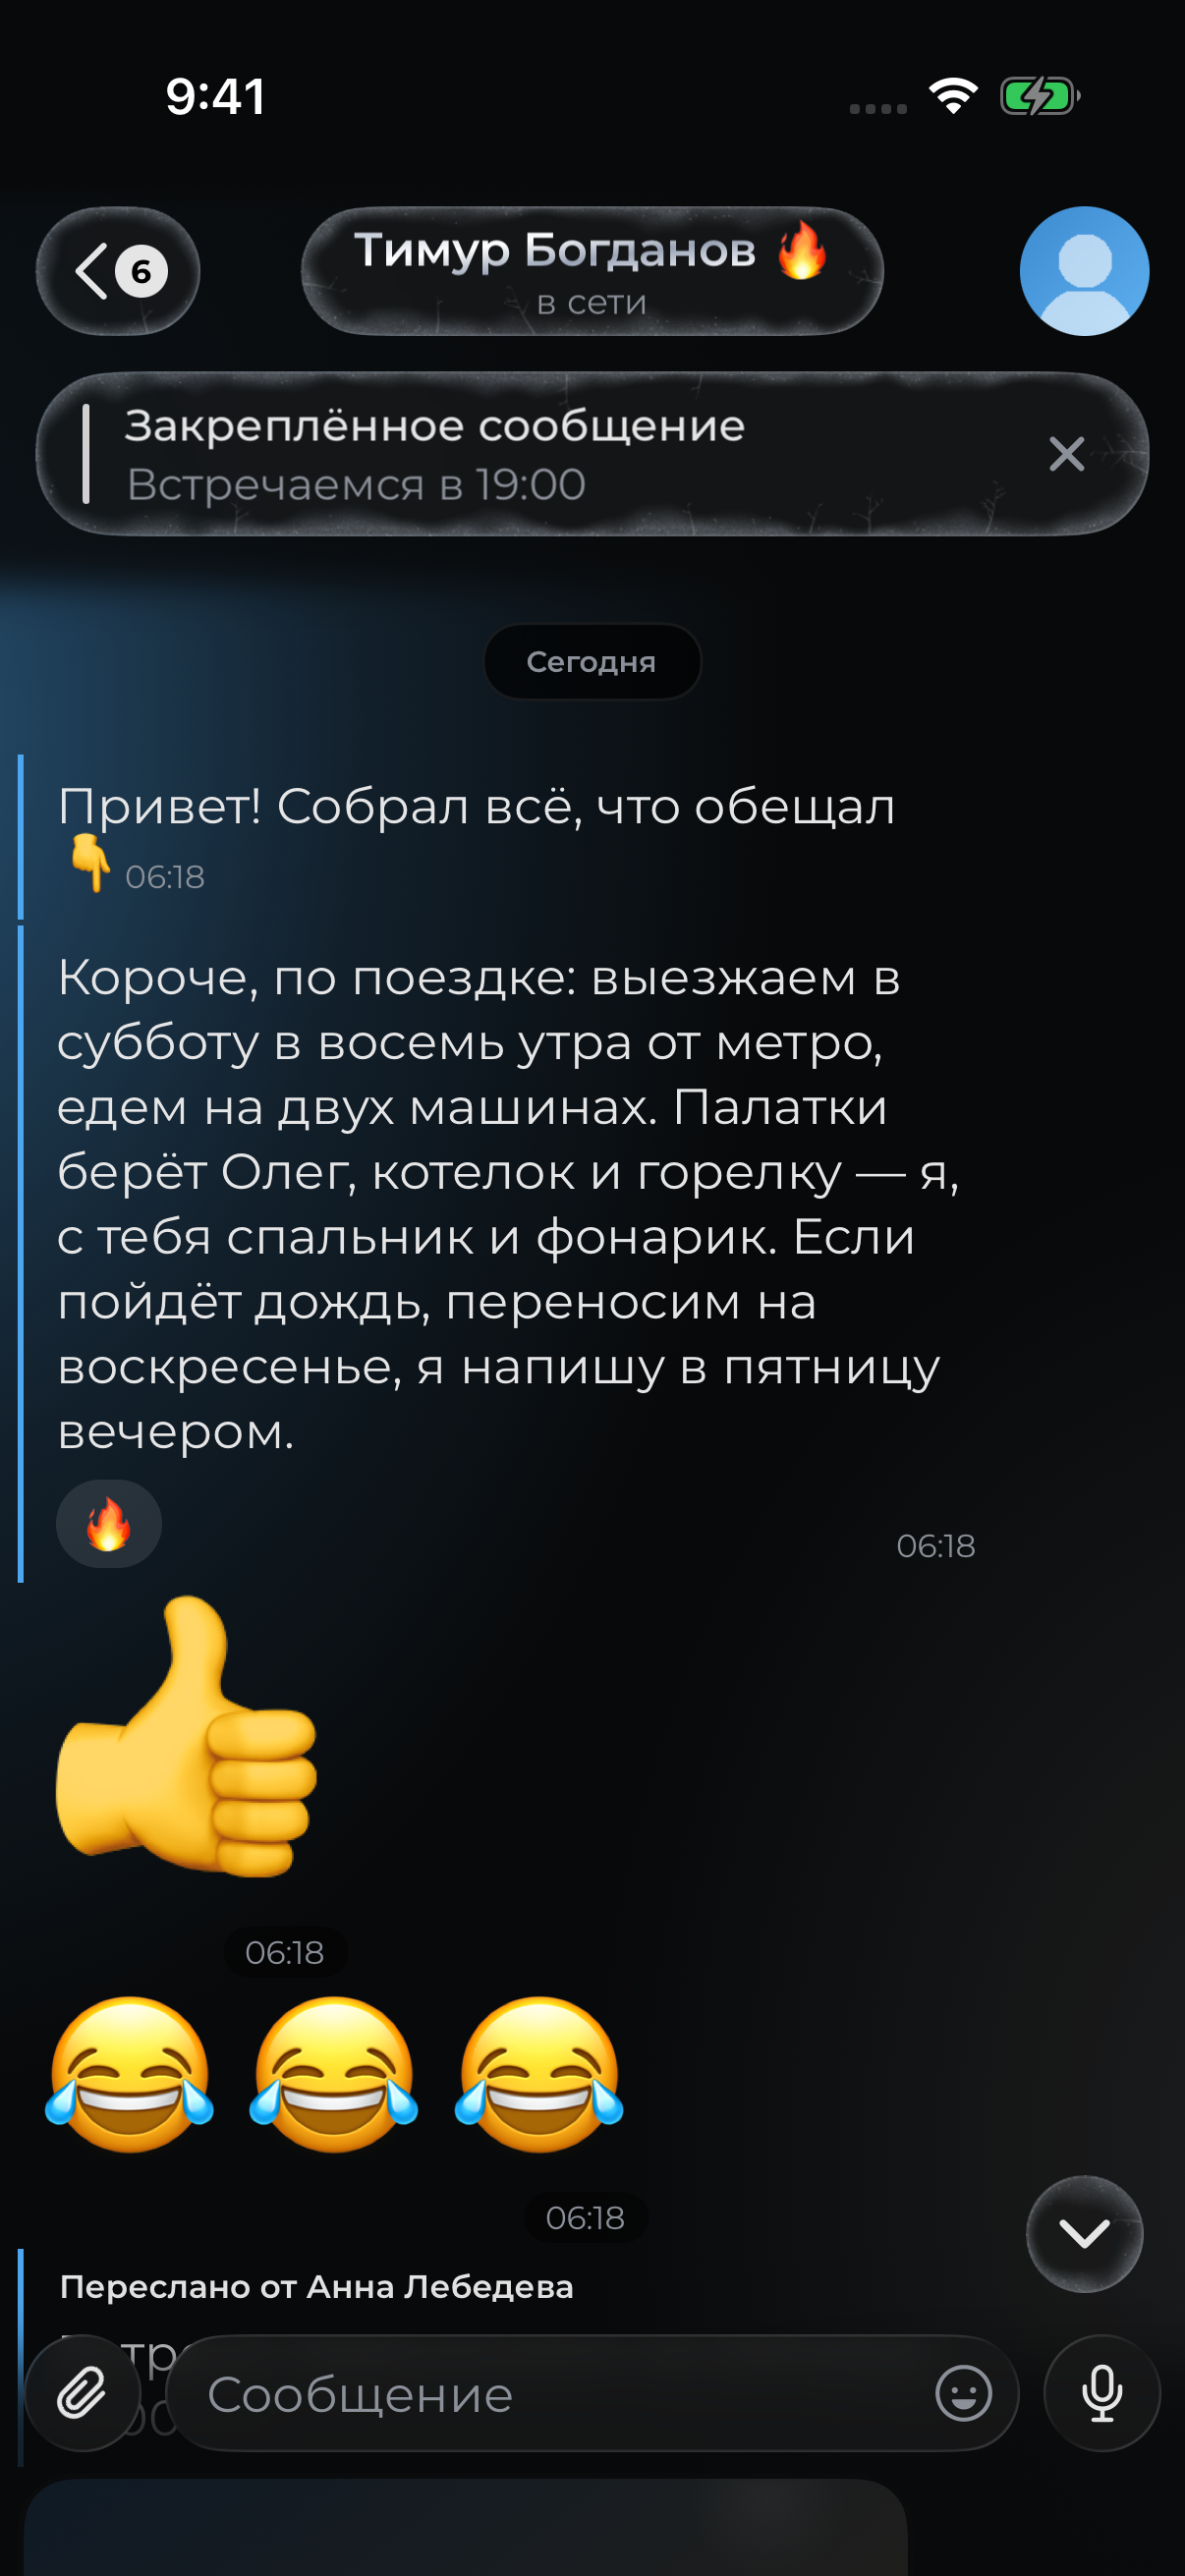 9:41
6
Тимур Богданов 🔥
в сети
Закреплённое сообщение
Встречаемся в 19:00
Сегодня
Привет! Собрал всё, что обещал
👇 06:18
Короче, по поездке: выезжаем в
субботу в восемь утра от метро,
едем на двух машинах. Палатки
берёт Олег, котелок и горелку — я,
с тебя спальник и фонарик. Если
пойдёт дождь, переносим на
воскресенье, я напишу в пятницу
вечером.
🔥
06:18
👍
06:18
😂 😂 😂
06:18
Переслано от Анна Лебедева
Сообщение